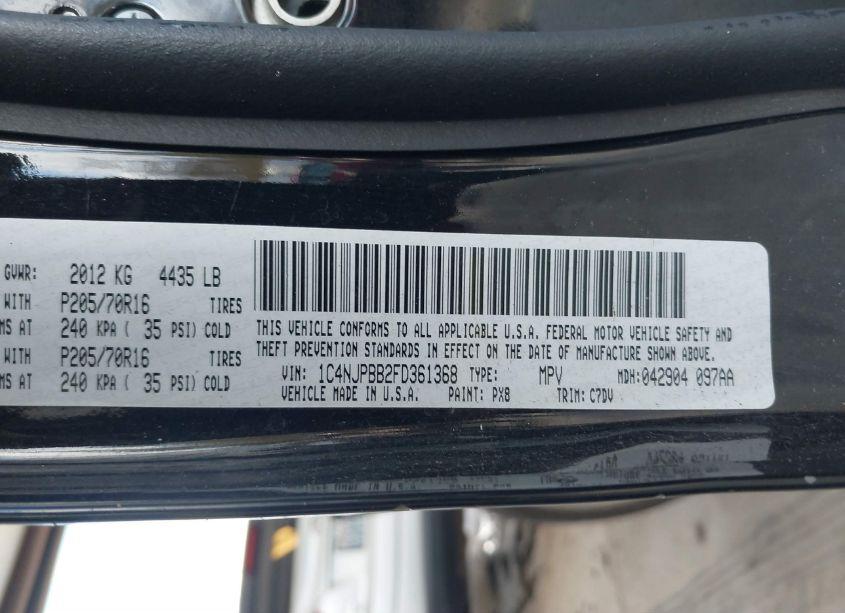 GVWR: 2012 KG 4435 LB
WITH P205/70R16 TIRES
MS AT 240 KPA ( 35 PSI) COLD
WITH P205/70R16 TIRES
MS AT 240 KPA ( 35 PSI) COLD
THIS VEHICLE CONFORMS TO ALL APPLICABLE U.S.A. FEDERAL MOTOR VEHICLE SAFETY AND
THEFT PREVENTION STANDARDS IN EFFECT ON THE DATE OF MANUFACTURE SHOWN ABOVE.
VIN: 1C4NJPBB2FD361368 TYPE: MPV MDH:042904 097AA
VEHICLE MADE IN U.S.A. PAINT: PX8 TRIM: C7DV